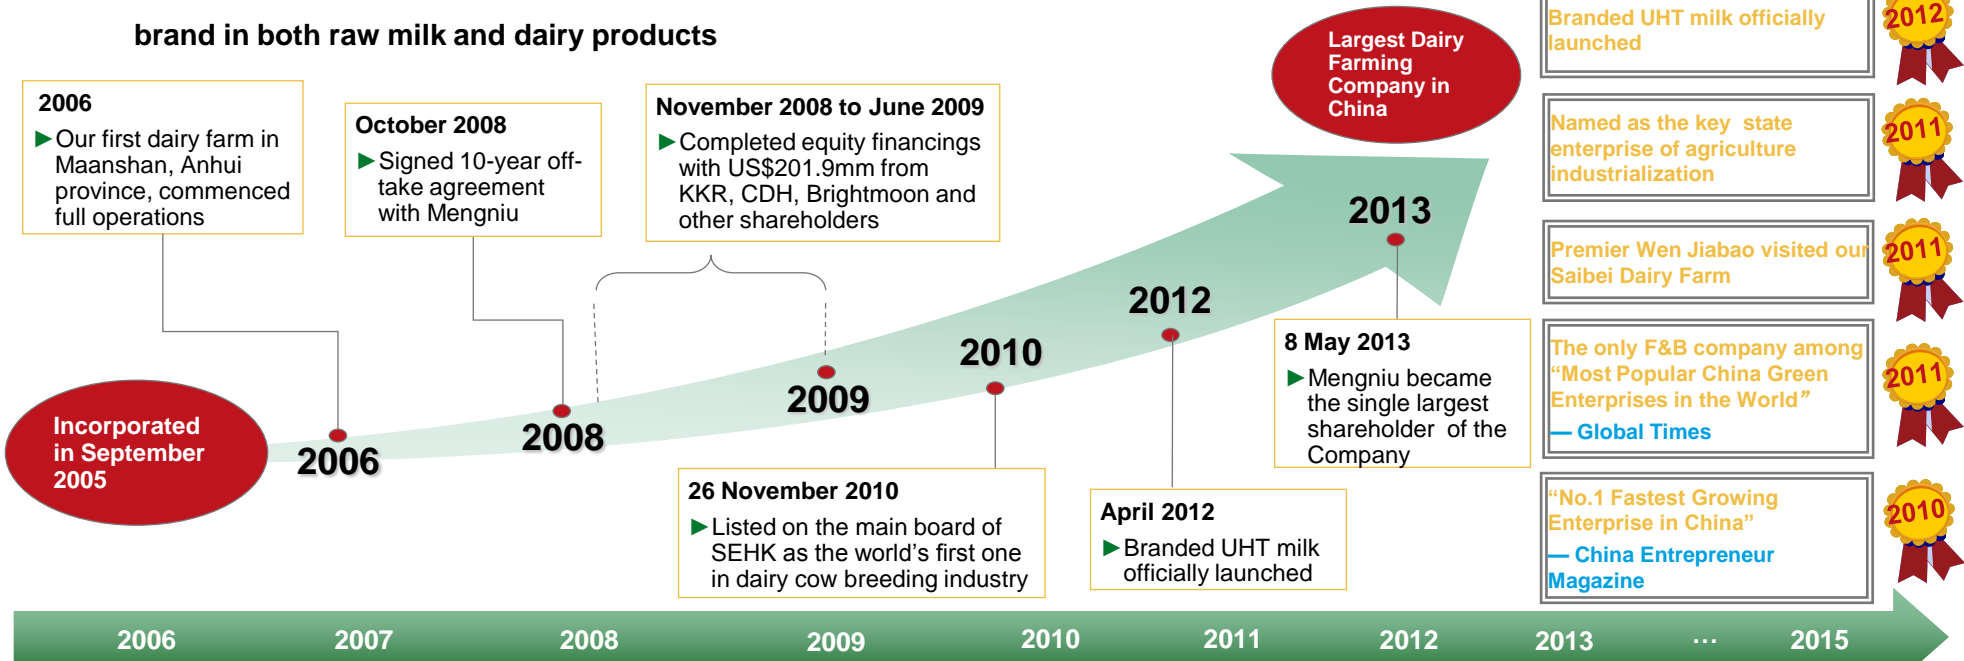 brand in both raw milk and dairy products
2006
►Our first dairy farm in
Maanshan, Anhui
province, commenced
full operations
October 2008
►Signed 10-year off-
take agreement
with Mengniu
November 2008 to June 2009
►Completed equity financings
with US$201.9mm from
KKR, CDH, Brightmoon and
other shareholders
Largest Dairy
Farming
Company in
China
Incorporated
in September
2005
2006
2008
2009
2010
2012
2013
26 November 2010
►Listed on the main board of
SEHK as the world’s first one
in dairy cow breeding industry
April 2012
►Branded UHT milk
officially launched
8 May 2013
►Mengniu became
the single largest
shareholder of the
Company
Branded UHT milk officially
launched
2012
Named as the key state
enterprise of agriculture
industrialization
2011
Premier Wen Jiabao visited our
Saibei Dairy Farm
2011
The only F&B company among
“Most Popular China Green
Enterprises in the World”
— Global Times
2011
“No.1 Fastest Growing
Enterprise in China”
— China Entrepreneur
Magazine
2010
2006 2007 2008 2009 2010 2011 2012 2013 … 2015